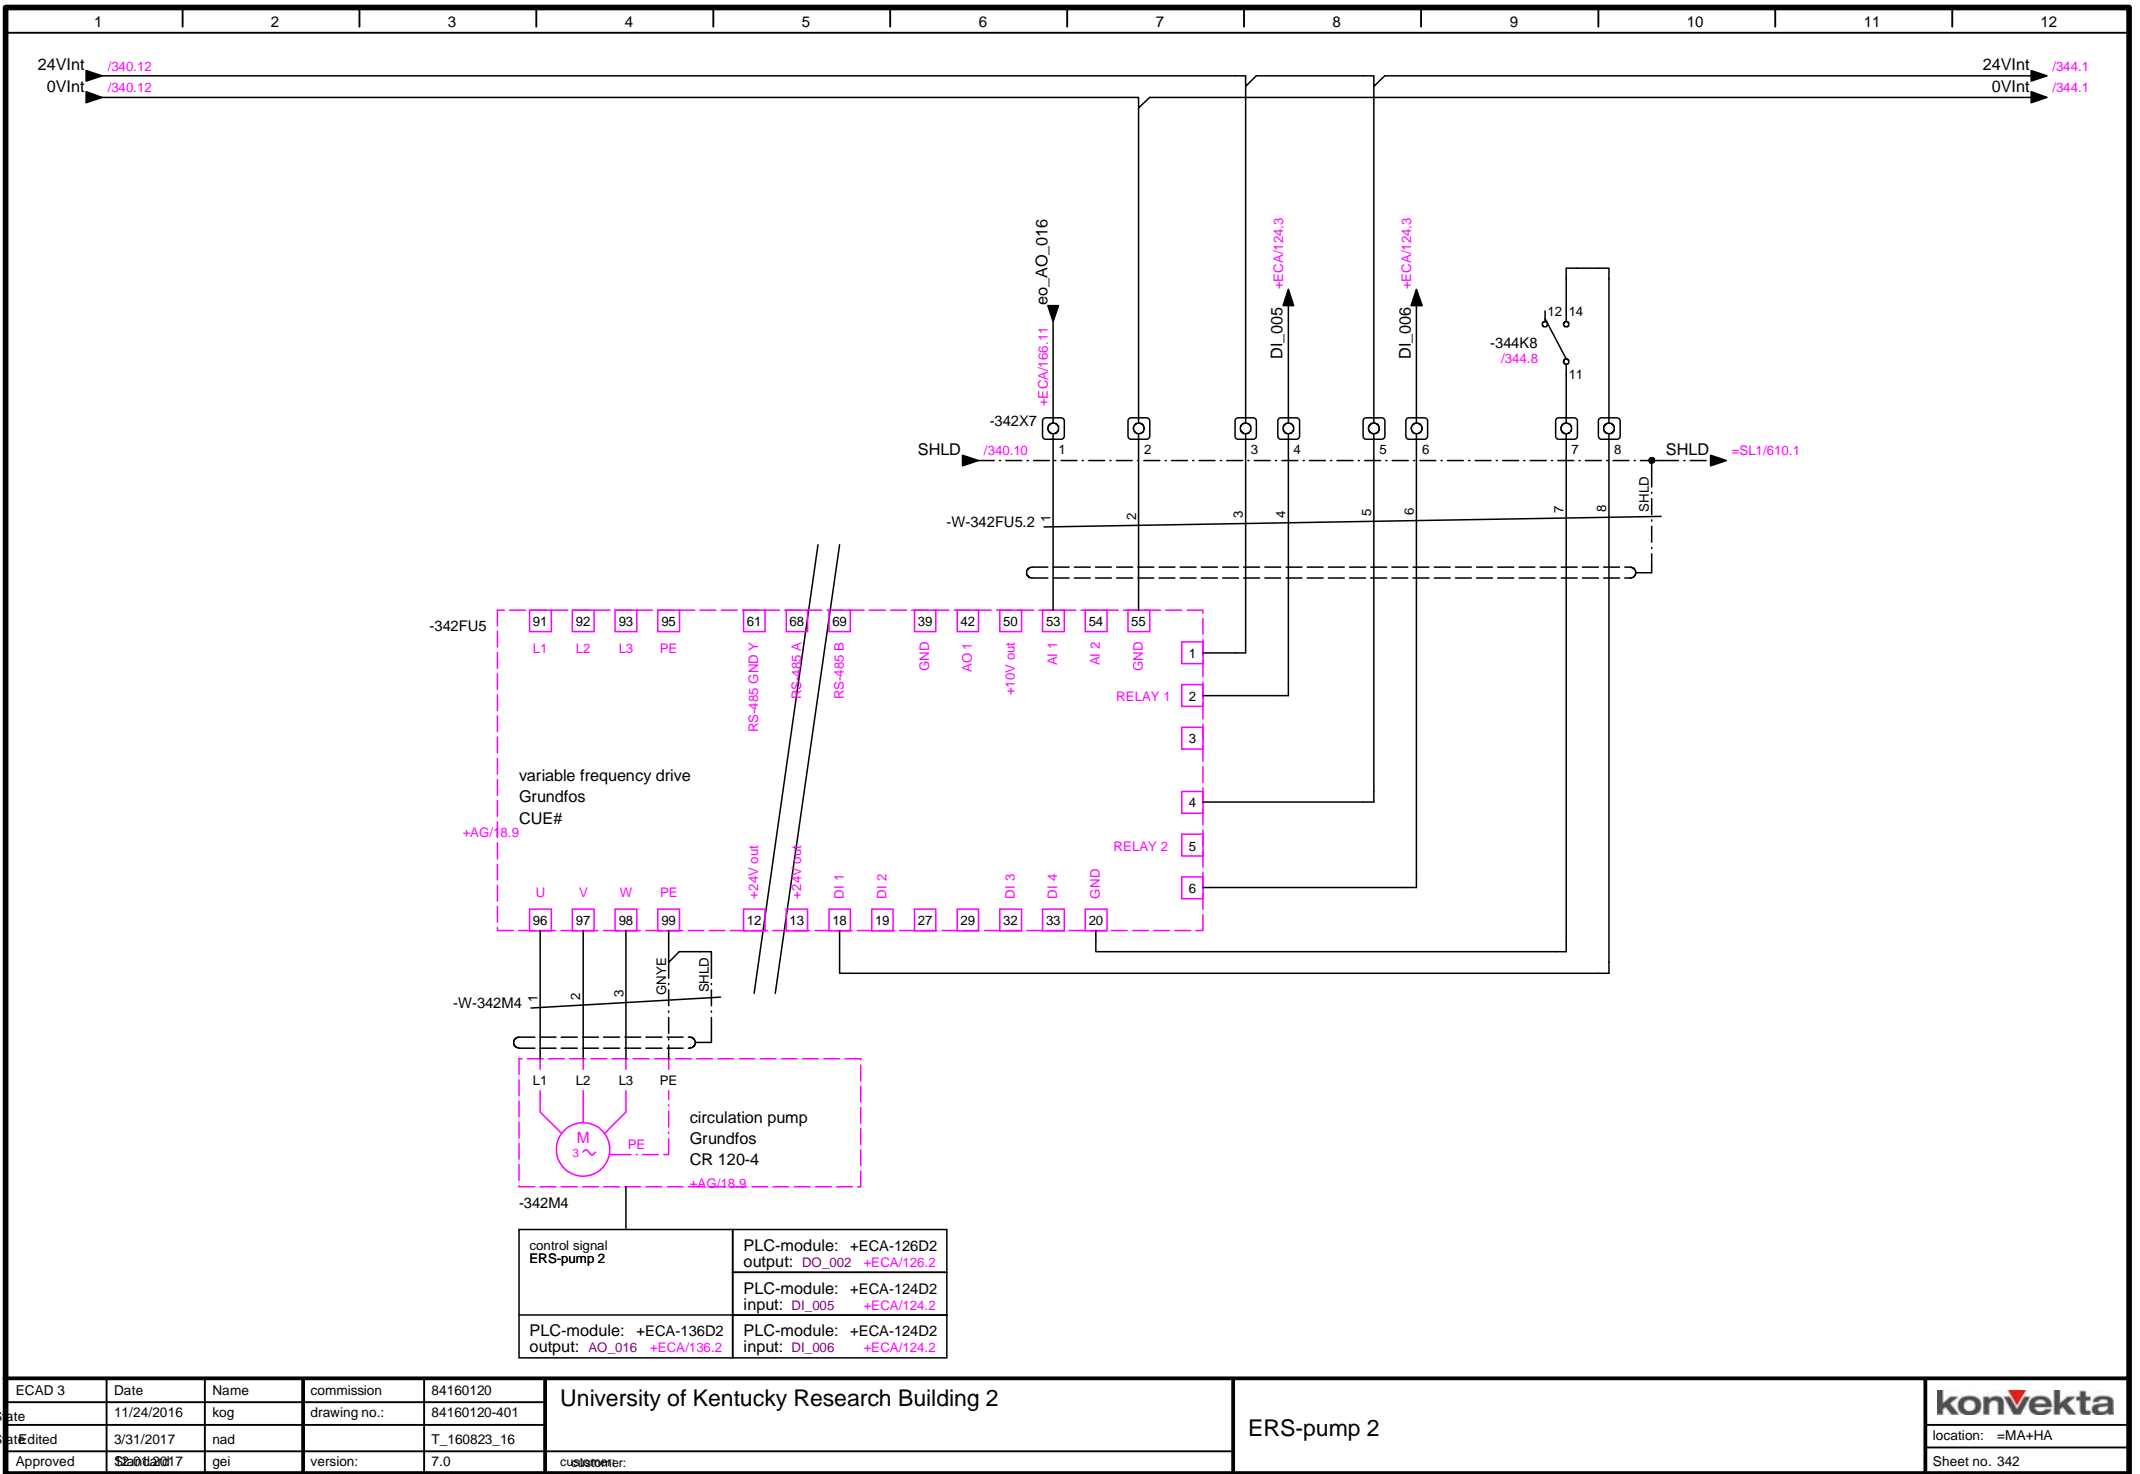 1 2 3 4 5 6 7 8 9 10 11 12
24VInt /340.12
0VInt /340.12
24VInt /344.1
0VInt /344.1
eo_AO_016
+ECA/166.11
DI_005
+ECA/124.3
DI_006
+ECA/124.3
12 14
-344K8
/344.8
11
-342X7
1 2 3 4 5 6 7 8
SHLD /340.10
SHLD =SL1/610.1
SHLD
-W-342FU5.2 1 2 3 4 5 6 7 8
-342FU5
91 92 93 95 61 68 69 39 42 50 53 54 55
L1 L2 L3 PE RS-485 GND Y RS-485 A RS-485 B GND AO 1 +10V out AI 1 AI 2 GND
1
RELAY 1 2
3
4
RELAY 2 5
6
variable frequency drive
Grundfos
CUE#
+AG/18.9
U V W PE +24V out +24V out DI 1 DI 2 DI 3 DI 4 GND
96 97 98 99 12 13 18 19 27 29 32 33 20
-W-342M4 1 2 3 GNYE SHLD
L1 L2 L3 PE
M
3
PE
circulation pump
Grundfos
CR 120-4
+AG/18.9
-342M4
control signal
ERS-pump 2
PLC-module: +ECA-126D2
output: DO_002 +ECA/126.2
PLC-module: +ECA-124D2
input: DI_005 +ECA/124.2
PLC-module: +ECA-136D2
output: AO_016 +ECA/136.2
PLC-module: +ECA-124D2
input: DI_006 +ECA/124.2
ECAD 3 Date Name commission 84160120
11/24/2016 kog drawing no.: 84160120-401
Edited 3/31/2017 nad T_160823_16
Approved gei version: 7.0
University of Kentucky Research Building 2
customer:
ERS-pump 2
konvekta
location: =MA+HA
Sheet no. 342